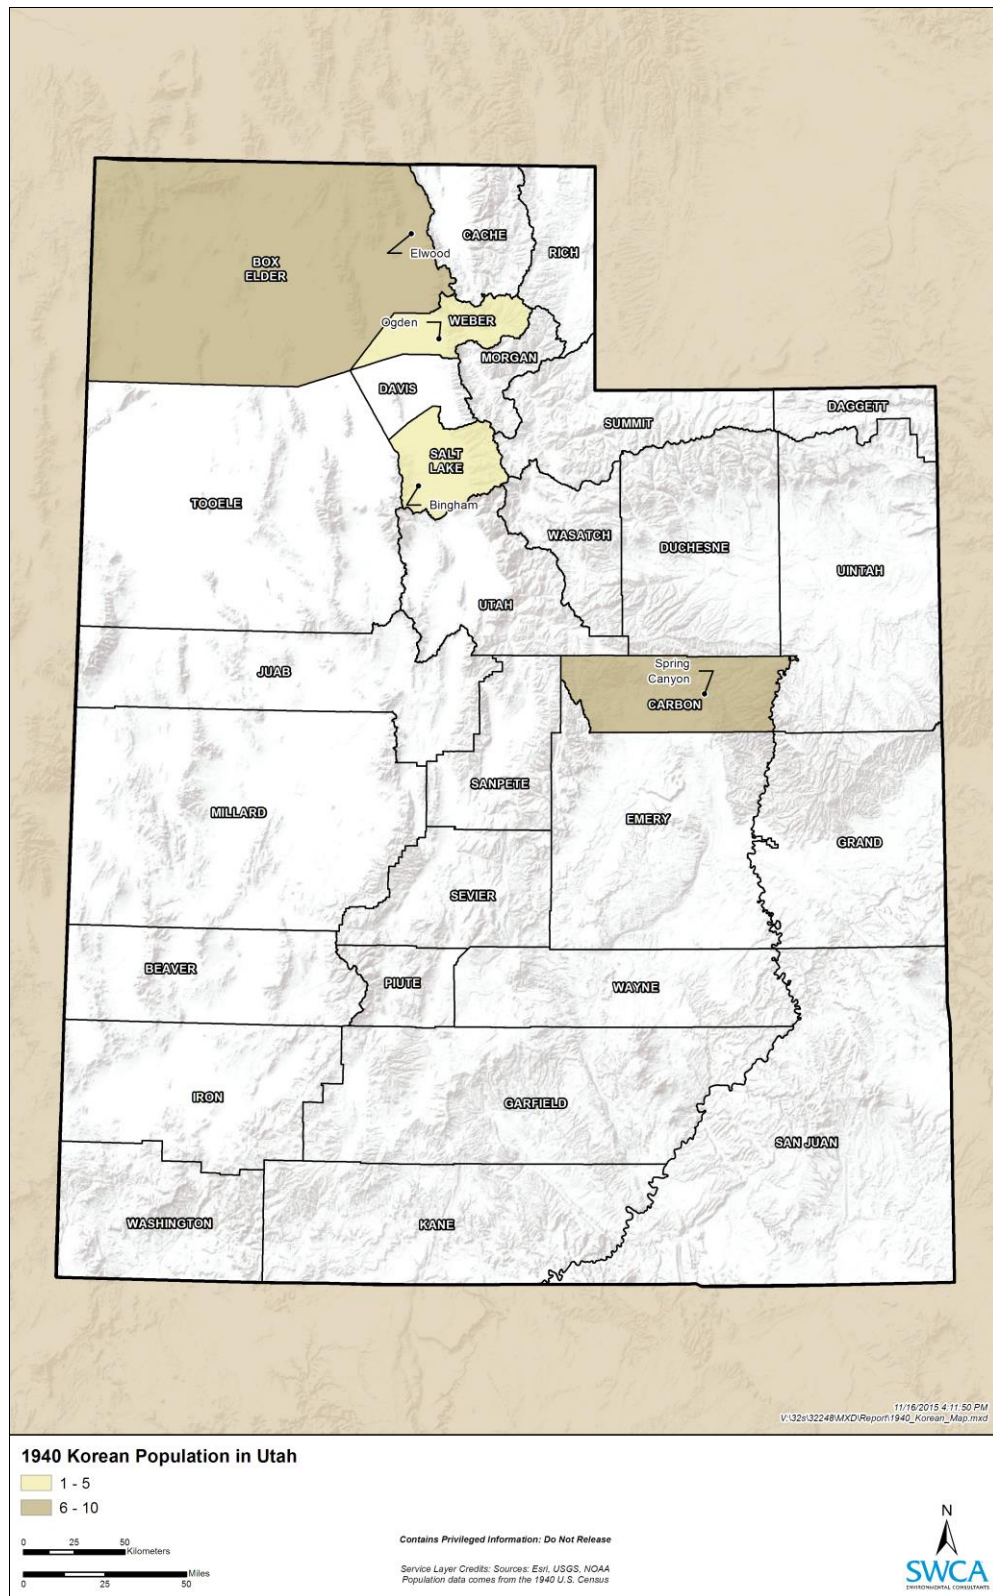 CACHE
RICH
Elwood
BOX
ELDER
Ogden
WEBER
MORGAN
DAVIS
DAGGETT
SUMMIT
SALT
LAKE
TOOELE
Bingham
WASATCH
DUCHESNE
UINTAH
UTAH
Spring
Canyon
JUAB
CARBON
SANPETE
MILLARD
EMERY
GRAND
SEVIER
BEAVER
PIUTE
WAYNE
IRON
GARFIELD
SAN JUAN
WASHINGTON
KANE
11/16/2015 4:11:50 PM
V:\32s\32248\MXD\Report\1940_Korean_Map.mxd
1940 Korean Population in Utah
1 - 5
6 - 10
0 25 50
Kilometers
Miles
0 25 50
Contains Privileged Information: Do Not Release
Service Layer Credits: Sources: Esri, USGS, NOAA
Population data comes from the 1940 U.S. Census
N
SWCA
ENVIRONMENTAL CONSULTANTS